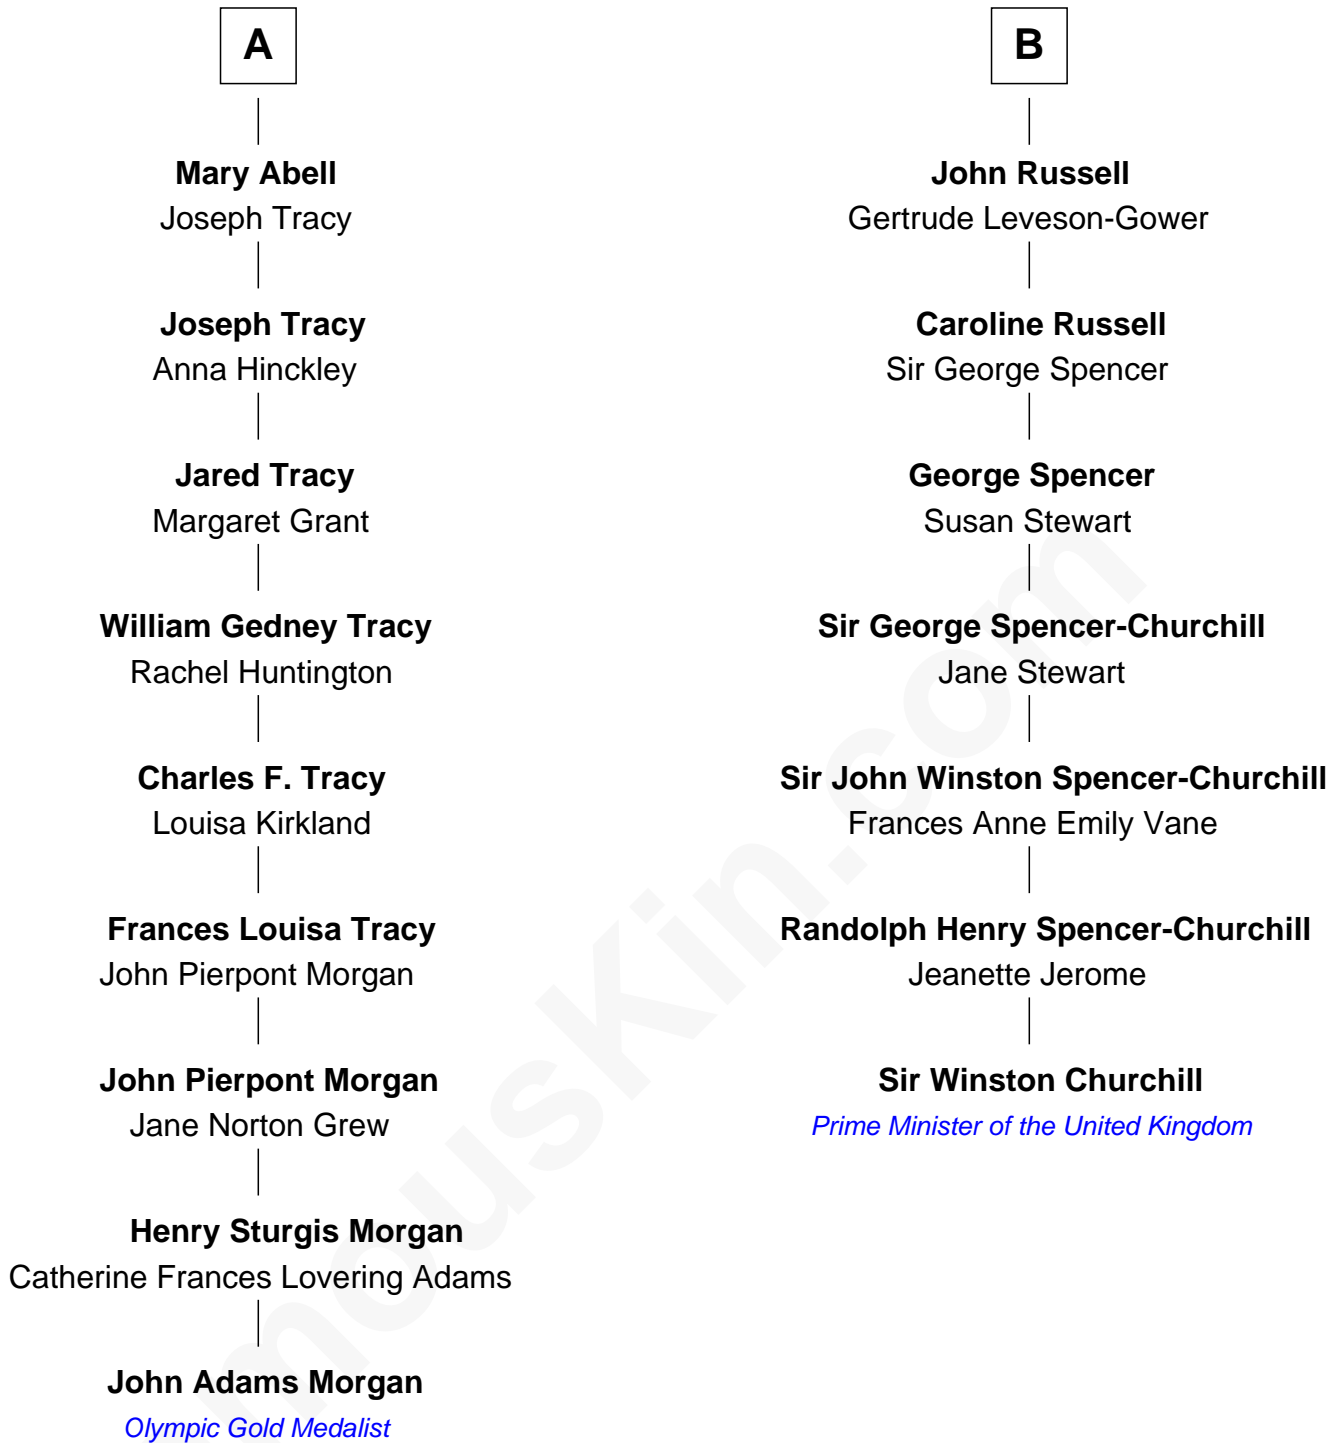 A
Mary Abell
Joseph Tracy
Joseph Tracy
Anna Hinckley
Jared Tracy
Margaret Grant
William Gedney Tracy
Rachel Huntington
Charles F. Tracy
Louisa Kirkland
Frances Louisa Tracy
John Pierpont Morgan
John Pierpont Morgan
Jane Norton Grew
Henry Sturgis Morgan
Catherine Frances Lovering Adams
John Adams Morgan
Olympic Gold Medalist
B
John Russell
Gertrude Leveson-Gower
Caroline Russell
Sir George Spencer
George Spencer
Susan Stewart
Sir George Spencer-Churchill
Jane Stewart
Sir John Winston Spencer-Churchill
Frances Anne Emily Vane
Randolph Henry Spencer-Churchill
Jeanette Jerome
Sir Winston Churchill
Prime Minister of the United Kingdom
mousKin.com